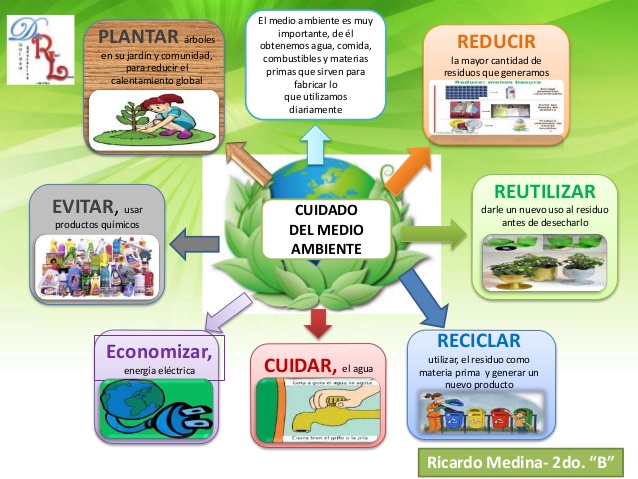 DRL
PLANTAR árboles
en su jardín y comunidad,
para reducir el
calentamiento global
El medio ambiente es muy
importante, de él
obtenemos agua, comida,
combustibles y materias
primas que sirven para
fabricar lo
que utilizamos
diariamente
REDUCIR
la mayor cantidad de
residuos que generamos
Reduce: menos basura
EVITAR, usar
productos químicos
CUIDADO
DEL MEDIO
AMBIENTE
REUTILIZAR
darle un nuevo uso al residuo
antes de desecharlo
Economizar,
energía eléctrica
CUIDAR, el agua
Gota a gota el agua se agota
Cierra bien el grifo o la pila
RECICLAR
utilizar, el residuo como
materia prima y generar un
nuevo producto
Ricardo Medina- 2do. “B”